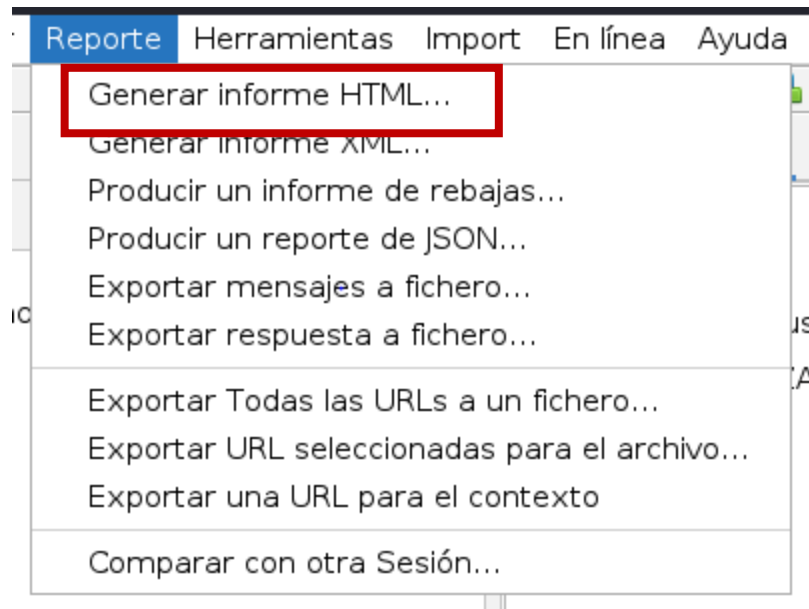 Reporte Herramientas Import En línea Ayuda
Generar informe HTML...
Generar informe XML...
Producir un informe de rebajas...
Producir un reporte de JSON...
Exportar mensajes a fichero...
Exportar respuesta a fichero...
Exportar Todas las URLs a un fichero...
Exportar URL seleccionadas para el archivo...
Exportar una URL para el contexto
Comparar con otra Sesión...